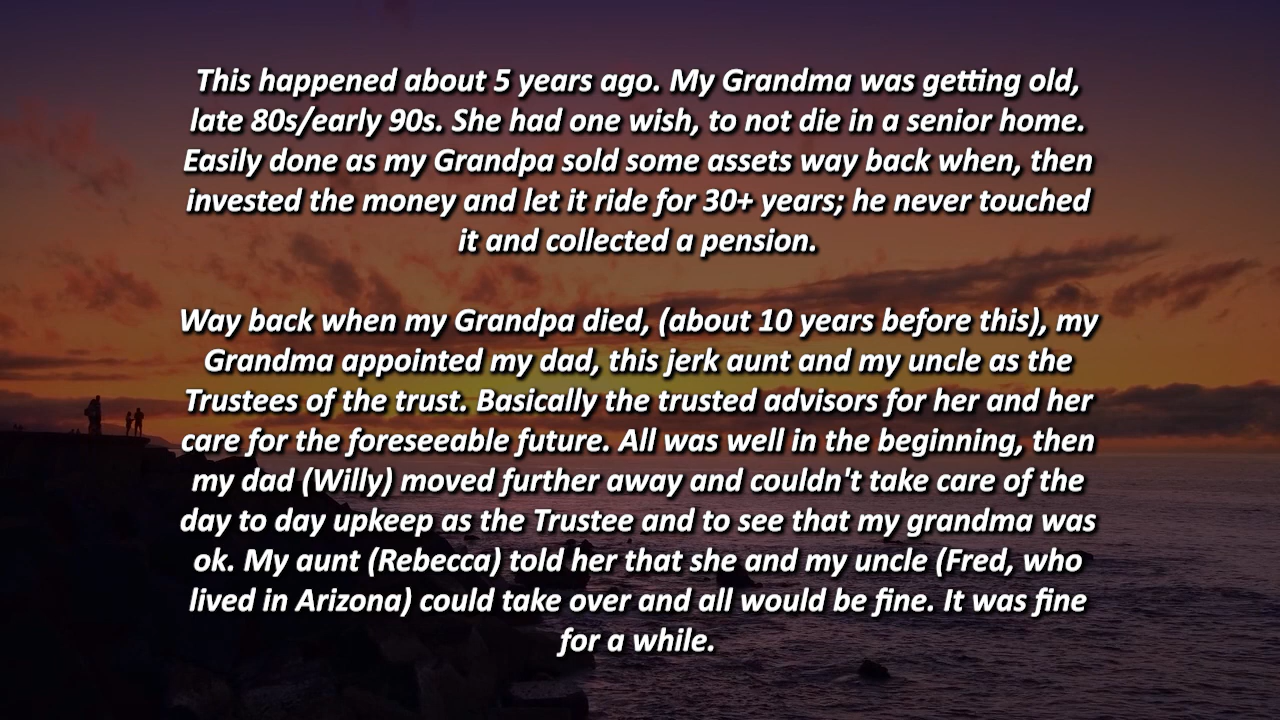 This happened about 5 years ago. My Grandma was getting old,
late 80s/early 90s. She had one wish, to not die in a senior home.
Easily done as my Grandpa sold some assets way back when, then
invested the money and let it ride for 30+ years; he never touched
it and collected a pension.
Way back when my Grandpa died, (about 10 years before this), my
Grandma appointed my dad, this jerk aunt and my uncle as the
Trustees of the trust. Basically the trusted advisors for her and her
care for the foreseeable future. All was well in the beginning, then
my dad (Willy) moved further away and couldn't take care of the
day to day upkeep as the Trustee and to see that my grandma was
ok. My aunt (Rebecca) told her that she and my uncle (Fred, who
lived in Arizona) could take over and all would be fine. It was fine
for a while.